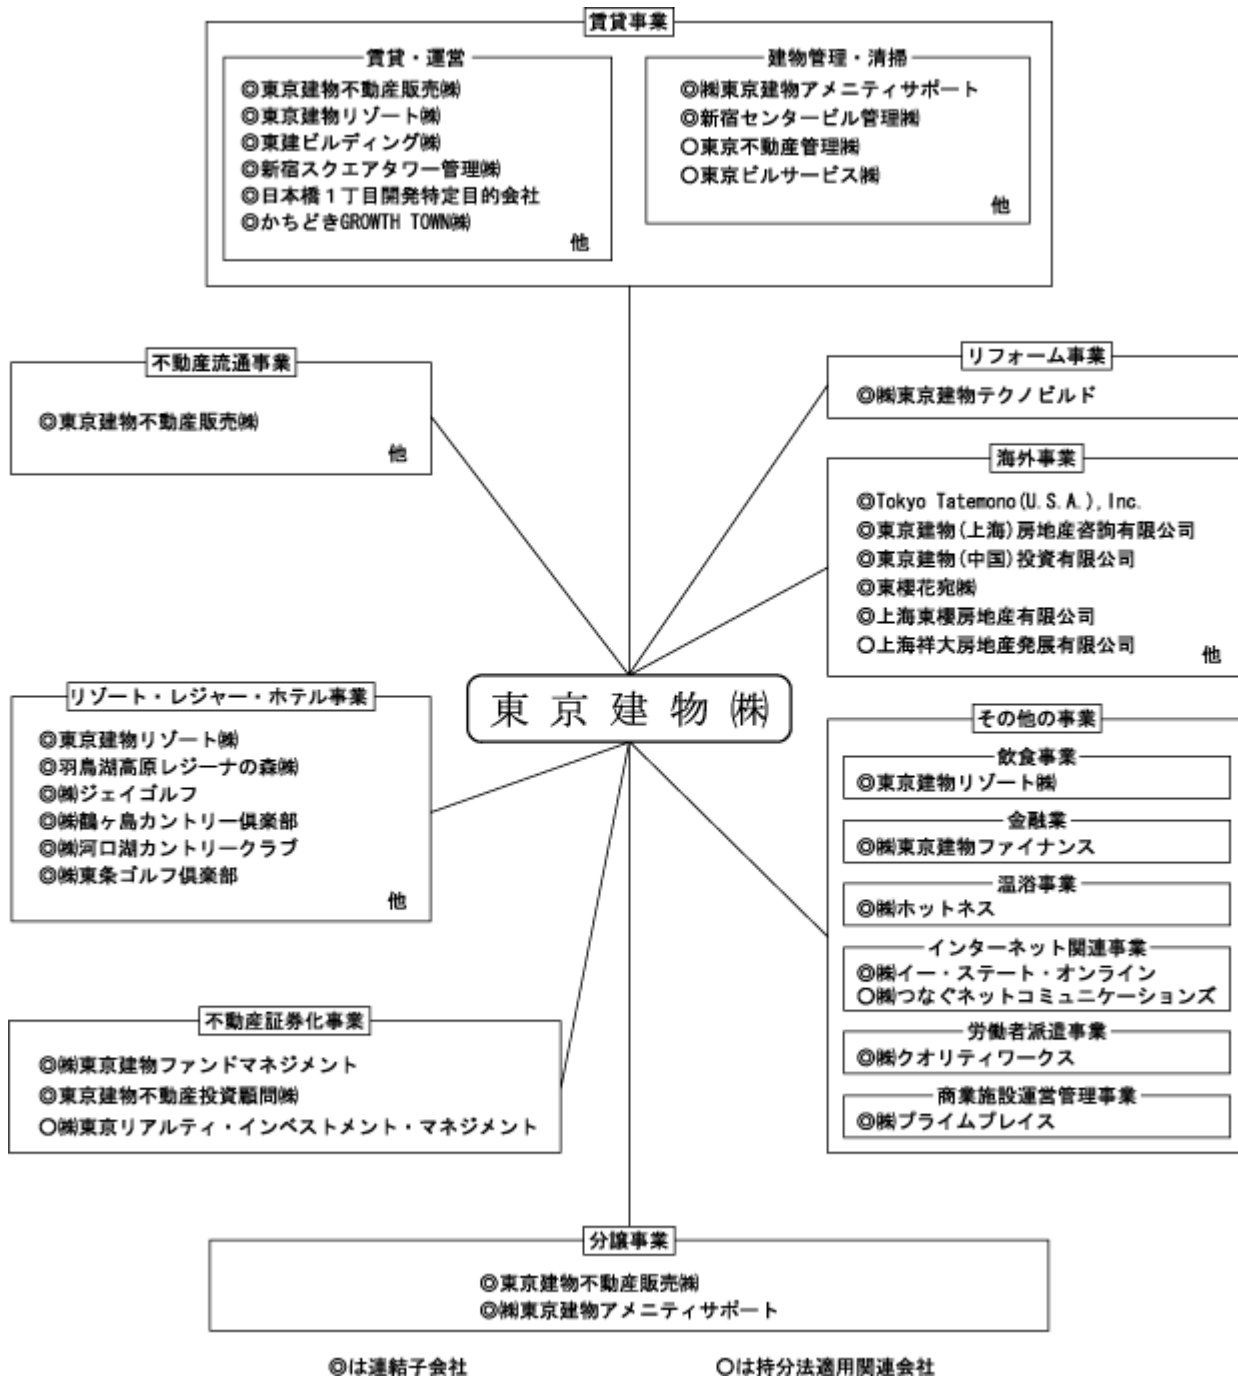 賃貸事業
賃貸・運営
◎東京建物不動産販売㈱
◎東京建物リゾート㈱
◎東建ビルディング㈱
◎新宿スクエアタワー管理㈱
◎日本橋1丁目開発特定目的会社
◎かちどきGROWTH TOWN㈱
他
建物管理・清掃
◎㈱東京建物アメニティサポート
◎新宿センタービル管理㈱
○東京不動産管理㈱
○東京ビルサービス㈱
他
不動産流通事業
◎東京建物不動産販売㈱
他
リフォーム事業
◎㈱東京建物テクノビルド
海外事業
◎Tokyo Tatemono(U.S.A.),Inc.
◎東京建物(上海)房地産咨詢有限公司
◎東京建物(中国)投資有限公司
◎東櫻花宛㈱
◎上海東櫻房地産有限公司
○上海祥大房地産発展有限公司
他
東京建物㈱
リゾート・レジャー・ホテル事業
◎東京建物リゾート㈱
◎羽鳥湖高原レジーナの森㈱
◎㈱ジェイゴルフ
◎㈱鶴ヶ島カントリー倶楽部
◎㈱河口湖カントリークラブ
◎㈱東条ゴルフ倶楽部
他
その他の事業
飲食事業
◎東京建物リゾート㈱
金融業
◎㈱東京建物ファイナンス
温浴事業
◎㈱ホットネス
インターネット関連事業
◎㈱イー・ステート・オンライン
○㈱つなぐネットコミュニケーションズ
労働者派遣事業
◎㈱クオリティワークス
商業施設運営管理事業
◎㈱プライムプレイス
不動産証券化事業
◎㈱東京建物ファンドマネジメント
◎東京建物不動産投資顧問㈱
○㈱東京リアルティ・インベストメント・マネジメント
分譲事業
◎東京建物不動産販売㈱
◎㈱東京建物アメニティサポート
◎は連結子会社
○は持分法適用関連会社